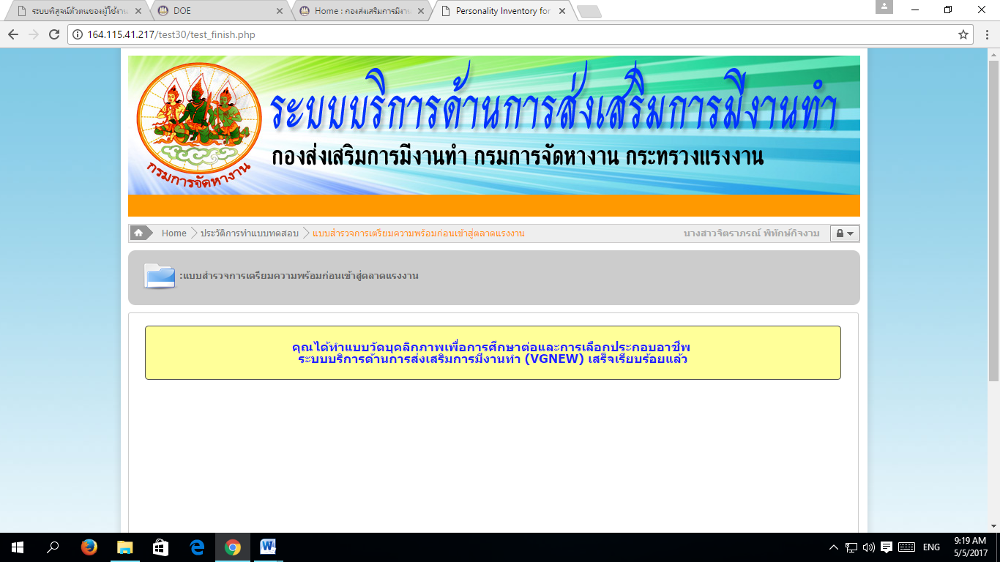 ระบบพิสูจน์ตัวตนของผู้ใช้งาน
DOE
Home : กองส่งเสริมการมีงาน
Personality Inventory for
164.115.41.217/test30/test_finish.php
ระบบบริการด้านการส่งเสริมการมีงานทำ
กองส่งเสริมการมีงานทำ กรมการจัดหางาน กระทรวงแรงงาน
กรมการจัดหางาน
Home
ประวัติการทำแบบทดสอบ
แบบสำรวจการเตรียมความพร้อมก่อนเข้าสู่ตลาดแรงงาน
นางสาวจิตราภรณ์ พิทักษ์กิจงาม
:แบบสำรวจการเตรียมความพร้อมก่อนเข้าสู่ตลาดแรงงาน
คุณได้ทำแบบวัดบุคลิกภาพเพื่อการศึกษาต่อและการเลือกประกอบอาชีพ
ระบบบริการด้านการส่งเสริมการมีงานทำ (VGNEW) เสร็จเรียบร้อยแล้ว
ENG
9:19 AM
5/5/2017